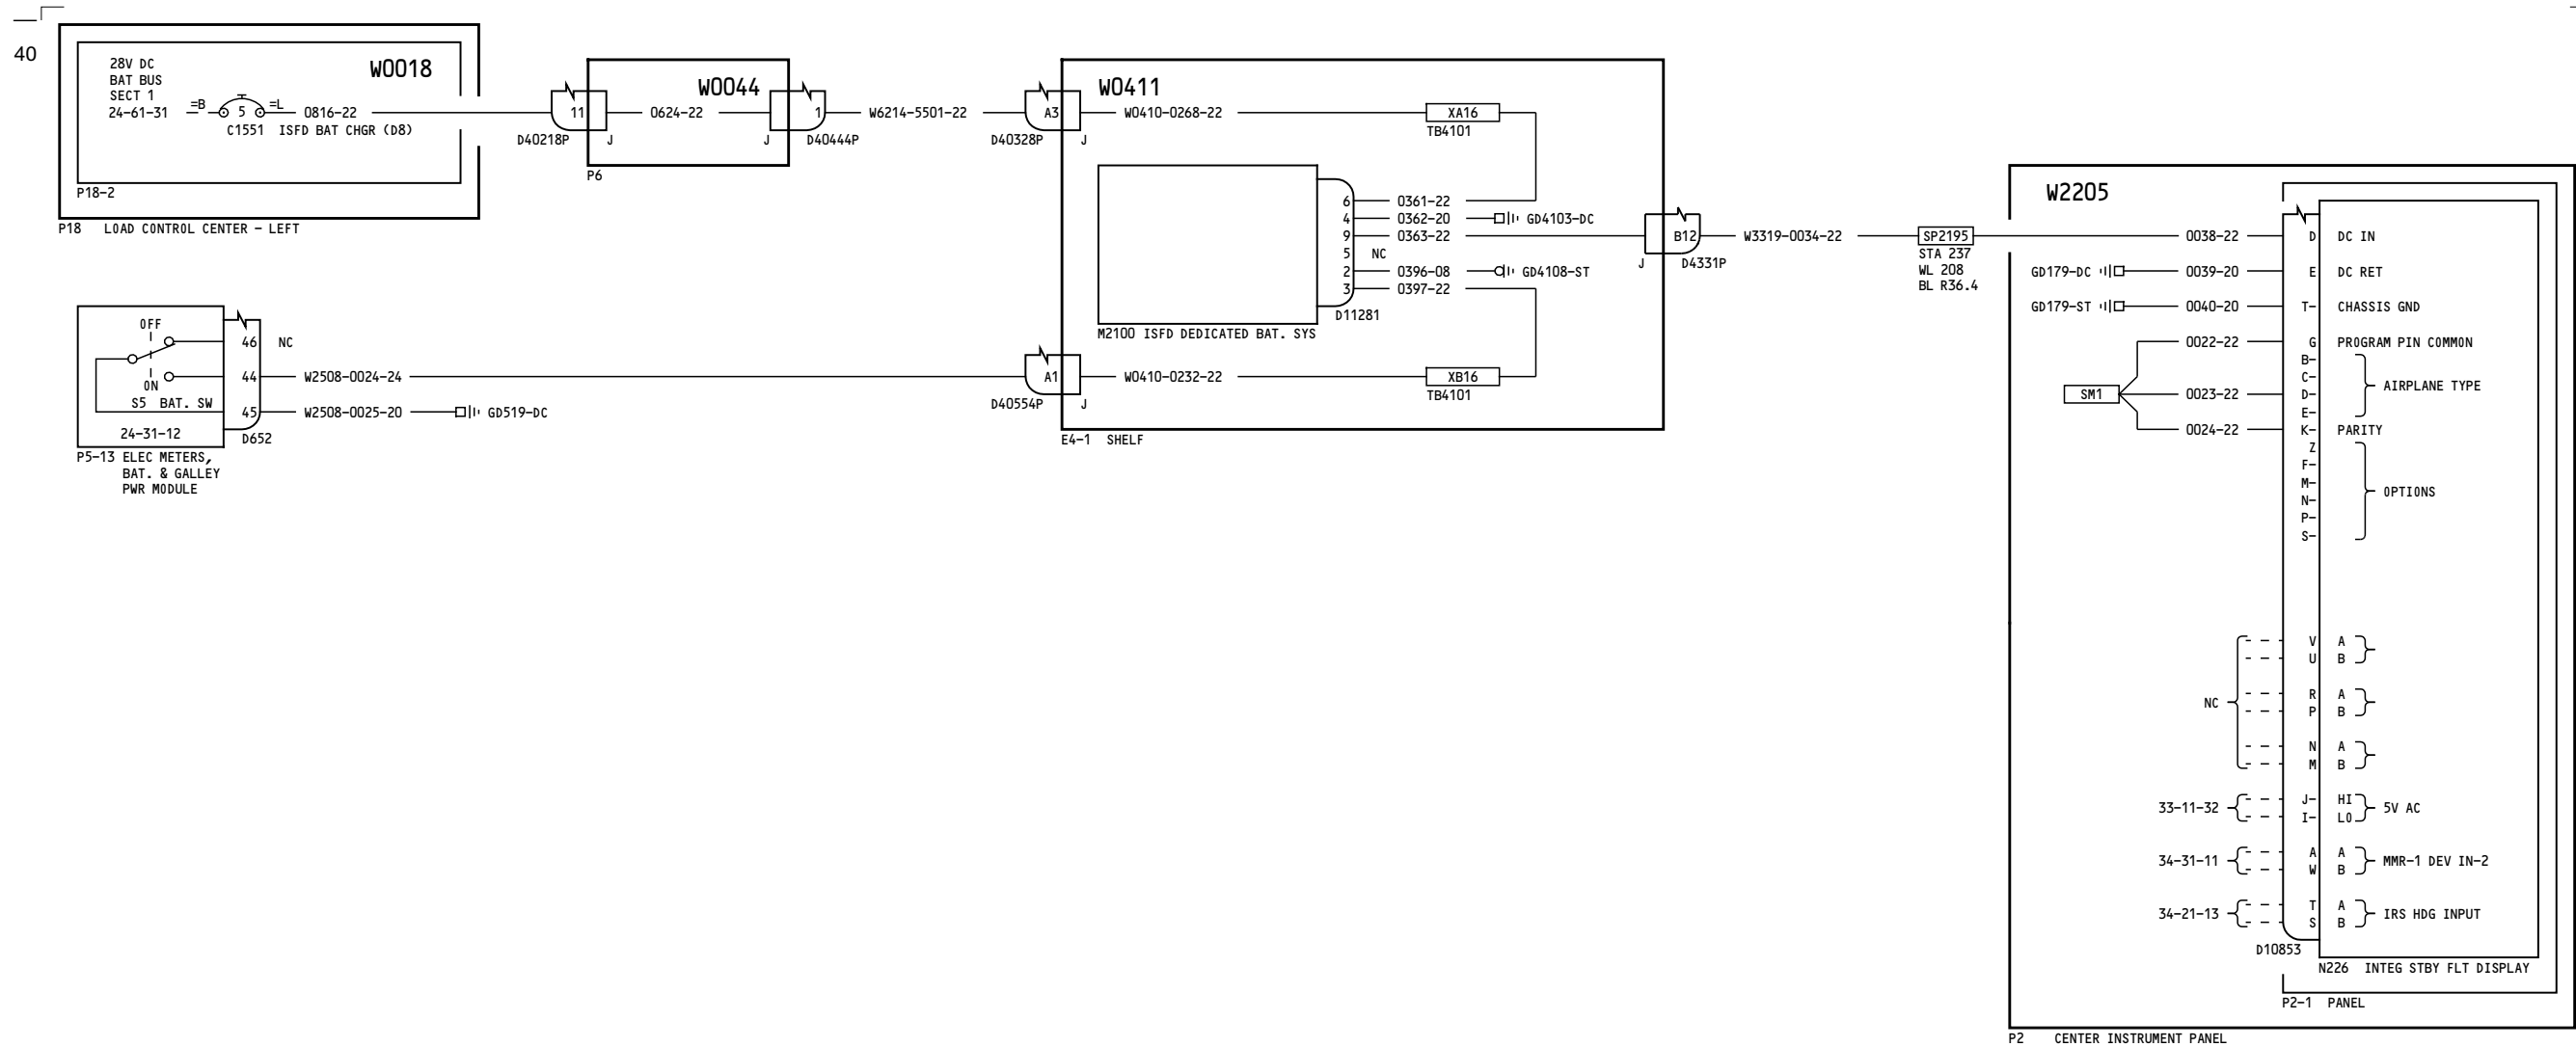 40
28V DC
BAT BUS
SECT 1
24-61-31
=B
5
=L
0816-22
C1551 ISFD BAT CHGR (D8)
W0018
P18-2
P18 LOAD CONTROL CENTER - LEFT
11
D40218P
J
W0044
0624-22
J
P6
1
D40444P
W6214-5501-22
A3
D40328P
J
W0411
W0410-0268-22
XA16
TB4101
6 0361-22
4 0362-20 GD4103-DC
9 0363-22
5 NC
2 0396-08 GD4108-ST
3 0397-22
D11281
M2100 ISFD DEDICATED BAT. SYS
B12
J
D4331P
W3319-0034-22
SP2195
STA 237
WL 208
BL R36.4
OFF
ON
S5 BAT. SW
24-31-12
46 NC
44 W2508-0024-24
45 W2508-0025-20 GD519-DC
D652
P5-13 ELEC METERS,
BAT. & GALLEY
PWR MODULE
A1
D40554P
J
W0410-0232-22
XB16
TB4101
E4-1 SHELF
W2205
0038-22 D DC IN
GD179-DC 0039-20 E DC RET
GD179-ST 0040-20 T- CHASSIS GND
0022-22 G PROGRAM PIN COMMON
B-
C-
AIRPLANE TYPE
SM1 0023-22 D-
E-
0024-22 K- PARITY
Z
F-
M-
OPTIONS
N-
P-
S-
V A
U B
R A
NC
P B
N A
M B
J- HI
33-11-32 5V AC
I- LO
A A
34-31-11 MMR-1 DEV IN-2
W B
T A
34-21-13 IRS HDG INPUT
S B
D10853
N226 INTEG STBY FLT DISPLAY
P2-1 PANEL
P2 CENTER INSTRUMENT PANEL